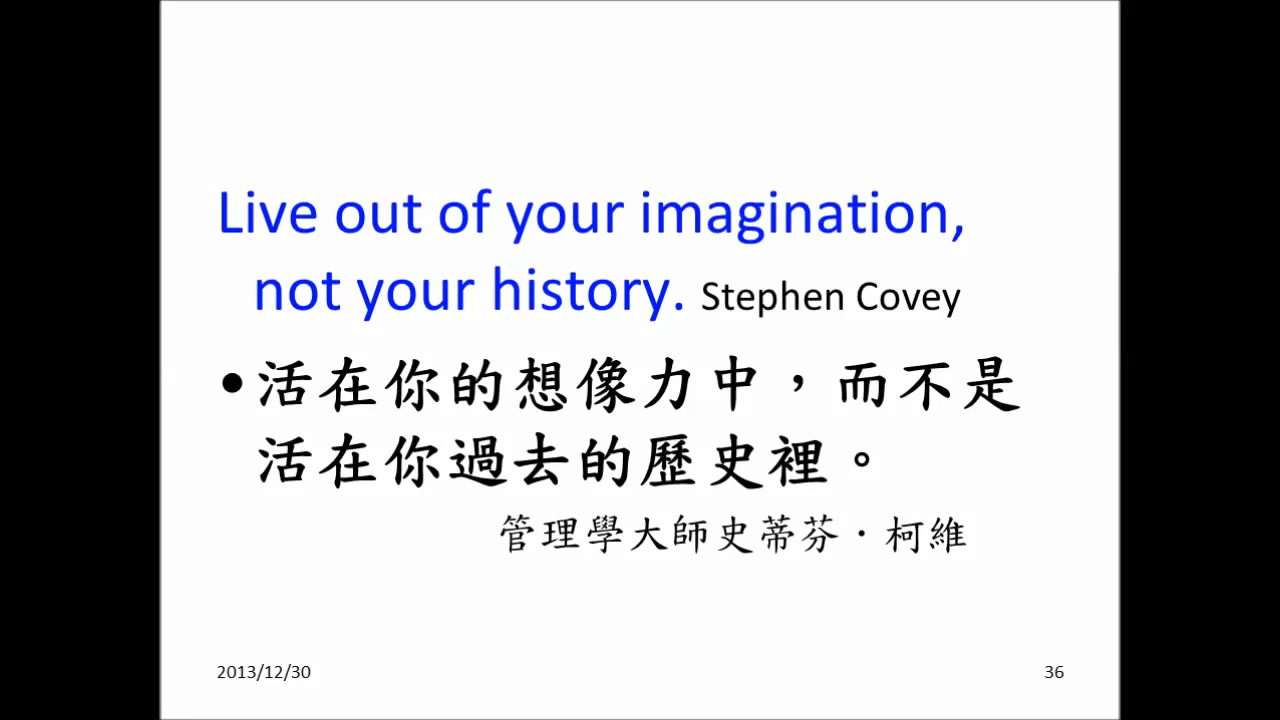 Live out of your imagination,
not your history. Stephen Covey
•活在你的想像力中，而不是
活在你過去的歷史裡。
管理學大師史蒂芬．柯維
2013/12/30
36